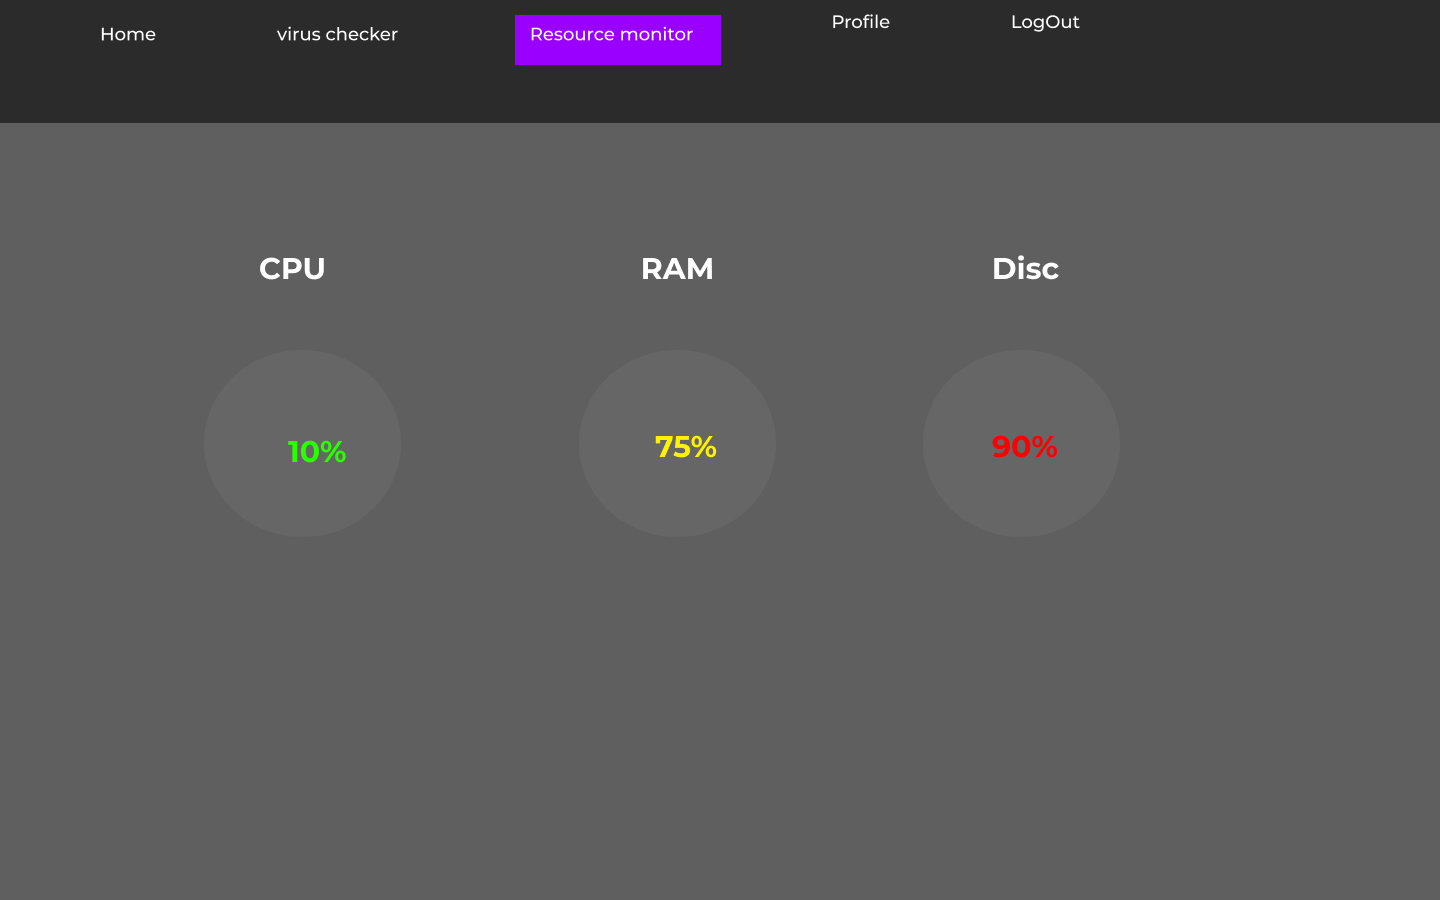 Home virus checker Resource monitor Profile LogOut
CPU RAM Disc
10% 75% 90%